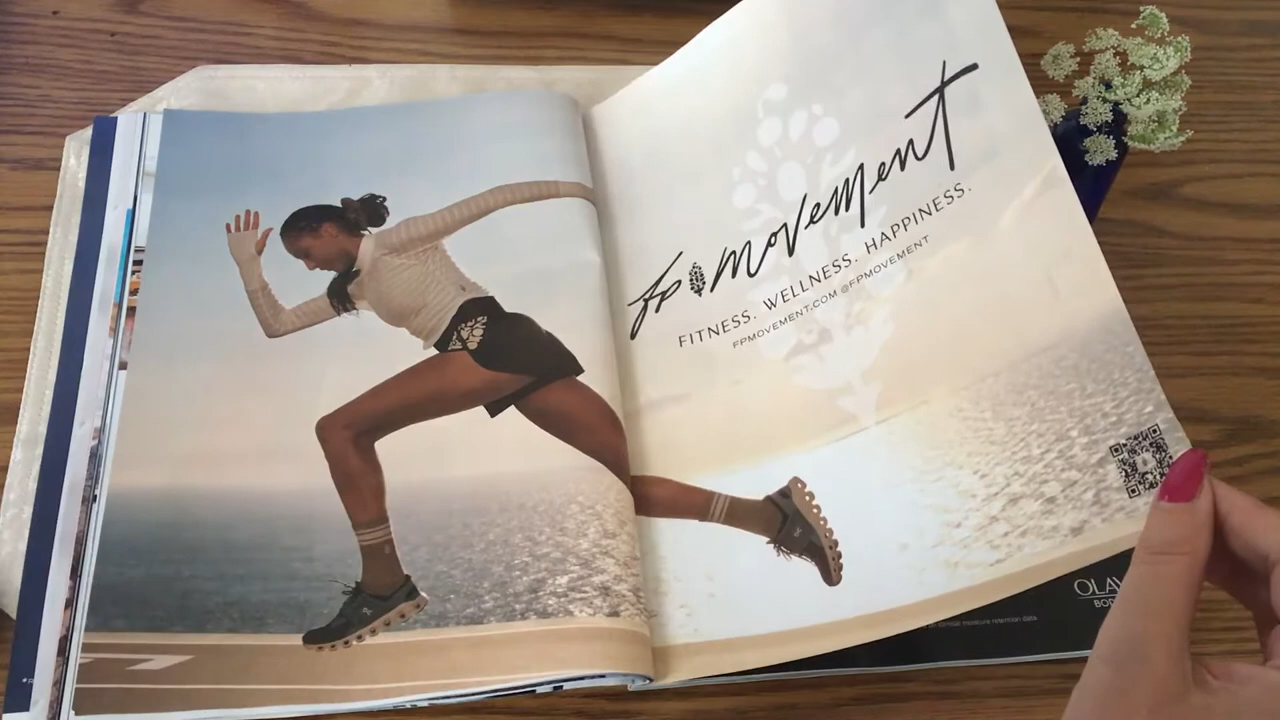 fp movement
FITNESS. WELLNESS. HAPPINESS.
FPMOVEMENT.COM @FPMOVEMENT
OLAY